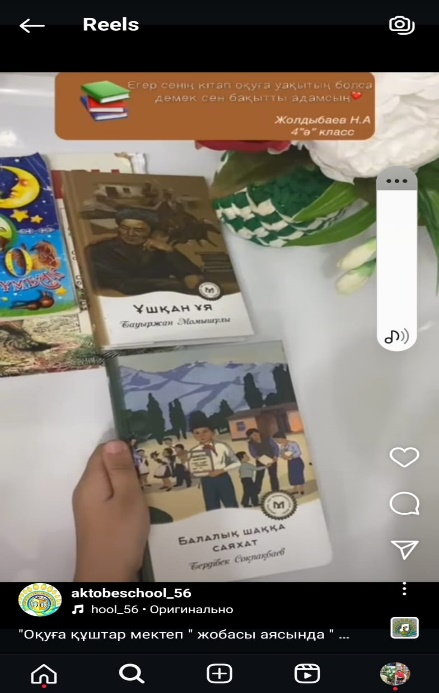 Reels
Егер сенің кітап оқуға уақытың болса
демек сен бақытты адамсың❤
Жолдыбаев Н.А
4"ә" класс
Ұшқан ұя
Бауыржан Момышұлы
Балалық шаққа
саяхат
Бердібек Соқпақбаев
aktobeschool_56
hool_56 • Оригинально
"Оқуға құштар мектеп " жобасы аясында " ...